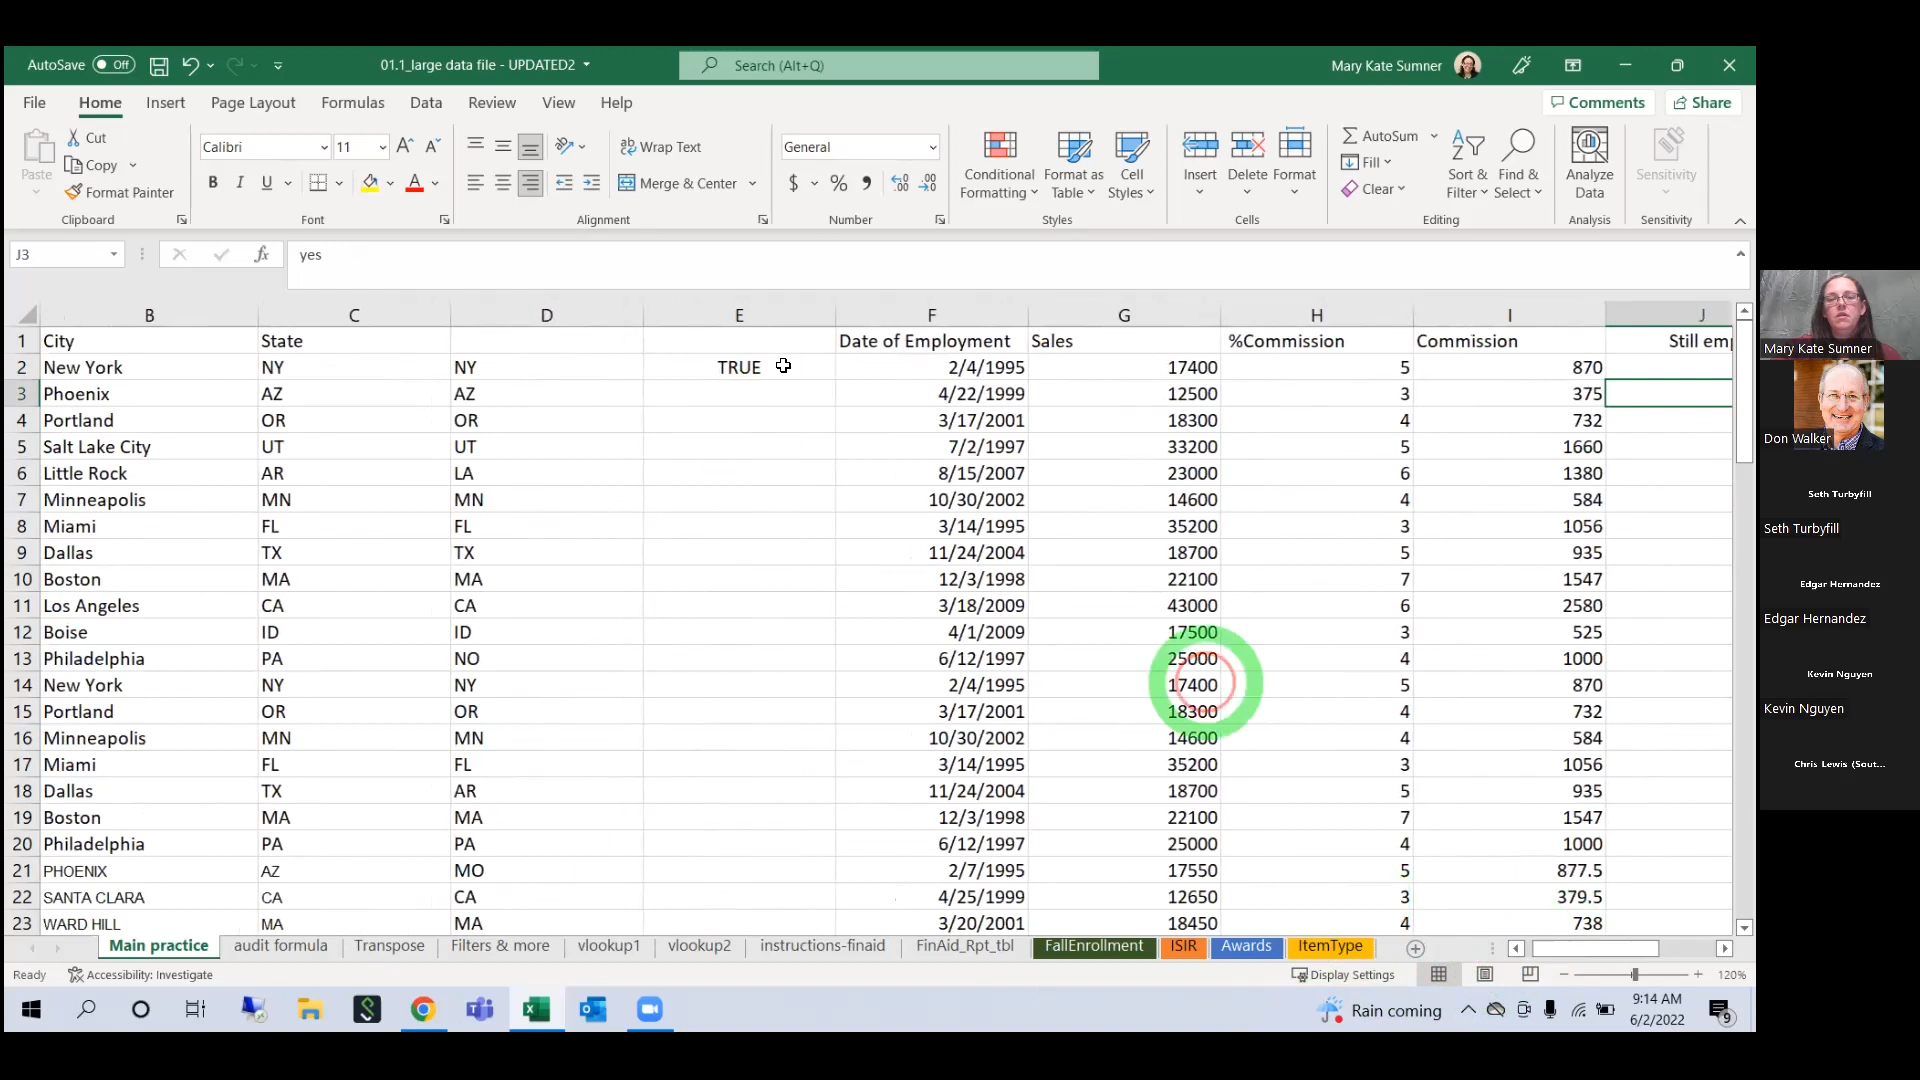 AutoSave Off 01.1_large data file - UPDATED2 Search (Alt+Q) Mary Kate Sumner
File Home Insert Page Layout Formulas Data Review View Help Comments Share
Paste Cut Copy Format Painter Clipboard
Calibri 11 B I U A Font
Wrap Text Merge & Center Alignment
General $ % Number
Conditional Formatting Format as Table Cell Styles Styles
Insert Delete Format Cells
AutoSum Fill Clear Sort & Filter Find & Select Editing
Analyze Data Analysis Sensitivity Sensitivity
J3 fx yes
B C D E F G H I J
1 City State Date of Employment Sales %Commission Commission Still emp
2 New York NY NY TRUE 2/4/1995 17400 5 870
3 Phoenix AZ AZ 4/22/1999 12500 3 375
4 Portland OR OR 3/17/2001 18300 4 732
5 Salt Lake City UT UT 7/2/1997 33200 5 1660
6 Little Rock AR LA 8/15/2007 23000 6 1380
7 Minneapolis MN MN 10/30/2002 14600 4 584
8 Miami FL FL 3/14/1995 35200 3 1056
9 Dallas TX TX 11/24/2004 18700 5 935
10 Boston MA MA 12/3/1998 22100 7 1547
11 Los Angeles CA CA 3/18/2009 43000 6 2580
12 Boise ID ID 4/1/2009 17500 3 525
13 Philadelphia PA NO 6/12/1997 25000 4 1000
14 New York NY NY 2/4/1995 17400 5 870
15 Portland OR OR 3/17/2001 18300 4 732
16 Minneapolis MN MN 10/30/2002 14600 4 584
17 Miami FL FL 3/14/1995 35200 3 1056
18 Dallas TX AR 11/24/2004 18700 5 935
19 Boston MA MA 12/3/1998 22100 7 1547
20 Philadelphia PA PA 6/12/1997 25000 4 1000
21 PHOENIX AZ MO 2/7/1995 17550 5 877.5
22 SANTA CLARA CA CA 4/25/1999 12650 3 379.5
23 WARD HILL MA MA 3/20/2001 18450 4 738
Main practice audit formula Transpose Filters & more vlookup1 vlookup2 instructions-finaid FinAid_Rpt_tbl FallEnrollment ISIR Awards ItemType
Ready Accessibility: Investigate Display Settings 120%
Rain coming 9:14 AM
6/2/2022 9
Mary Kate Sumner
Don Walker
Seth Turbyfill
Seth Turbyfill
Edgar Hernandez
Edgar Hernandez
Kevin Nguyen
Kevin Nguyen
Chris Lewis (Sout...